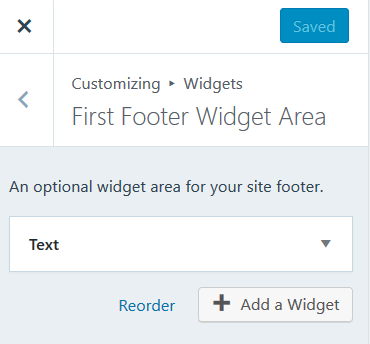 Saved
Customizing ▸ Widgets
First Footer Widget Area
An optional widget area for your site footer.
Text
Reorder
Add a Widget